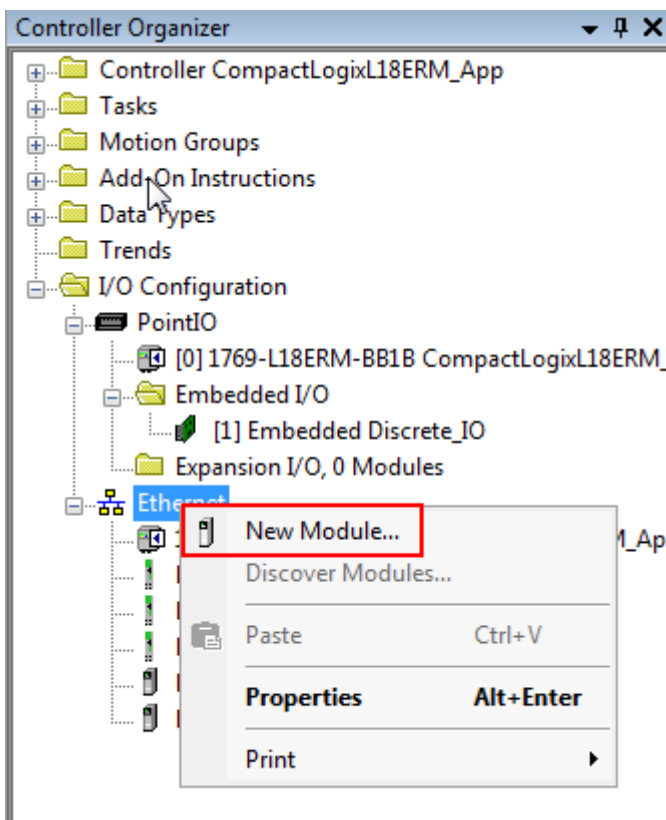 Controller Organizer
Controller CompactLogixL18ERM_App
Tasks
Motion Groups
Add-On Instructions
Data Types
Trends
I/O Configuration
PointIO
[0] 1769-L18ERM-BB1B CompactLogixL18ERM_
Embedded I/O
[1] Embedded Discrete_IO
Expansion I/O, 0 Modules
Ethernet
New Module...
Discover Modules...
Paste Ctrl+V
Properties Alt+Enter
Print